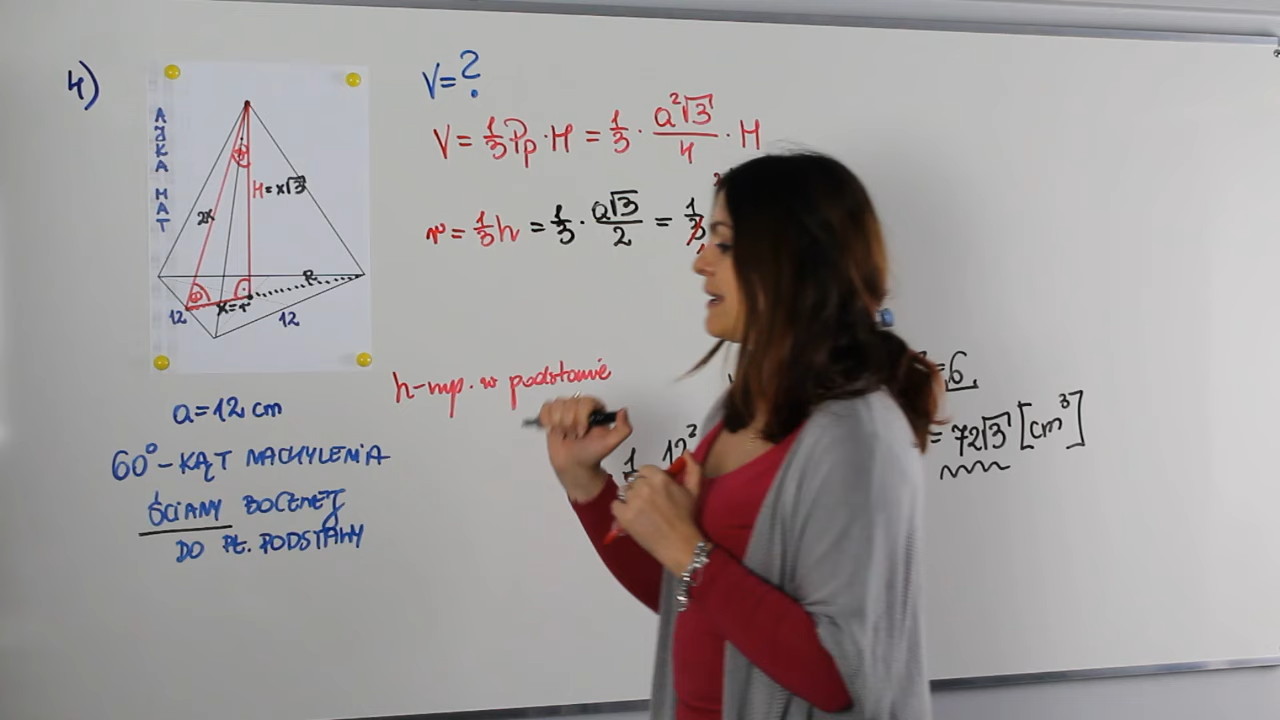 4)
AJKA MAT
H=x√3
2x
R
x=r
12
12
a=12 cm
60°-KĄT NACHYLENIA
ŚCIANY BOCZNEJ
DO PŁ. PODSTAWY
V=?
V= 1/3 Pp·H = 1/3 · a²√3/4 · H
r= 1/3 h = 1/3 · a√3/2 = 1/3
h-wys. w podstawie
=6
1 12² = 72√3 [cm³]